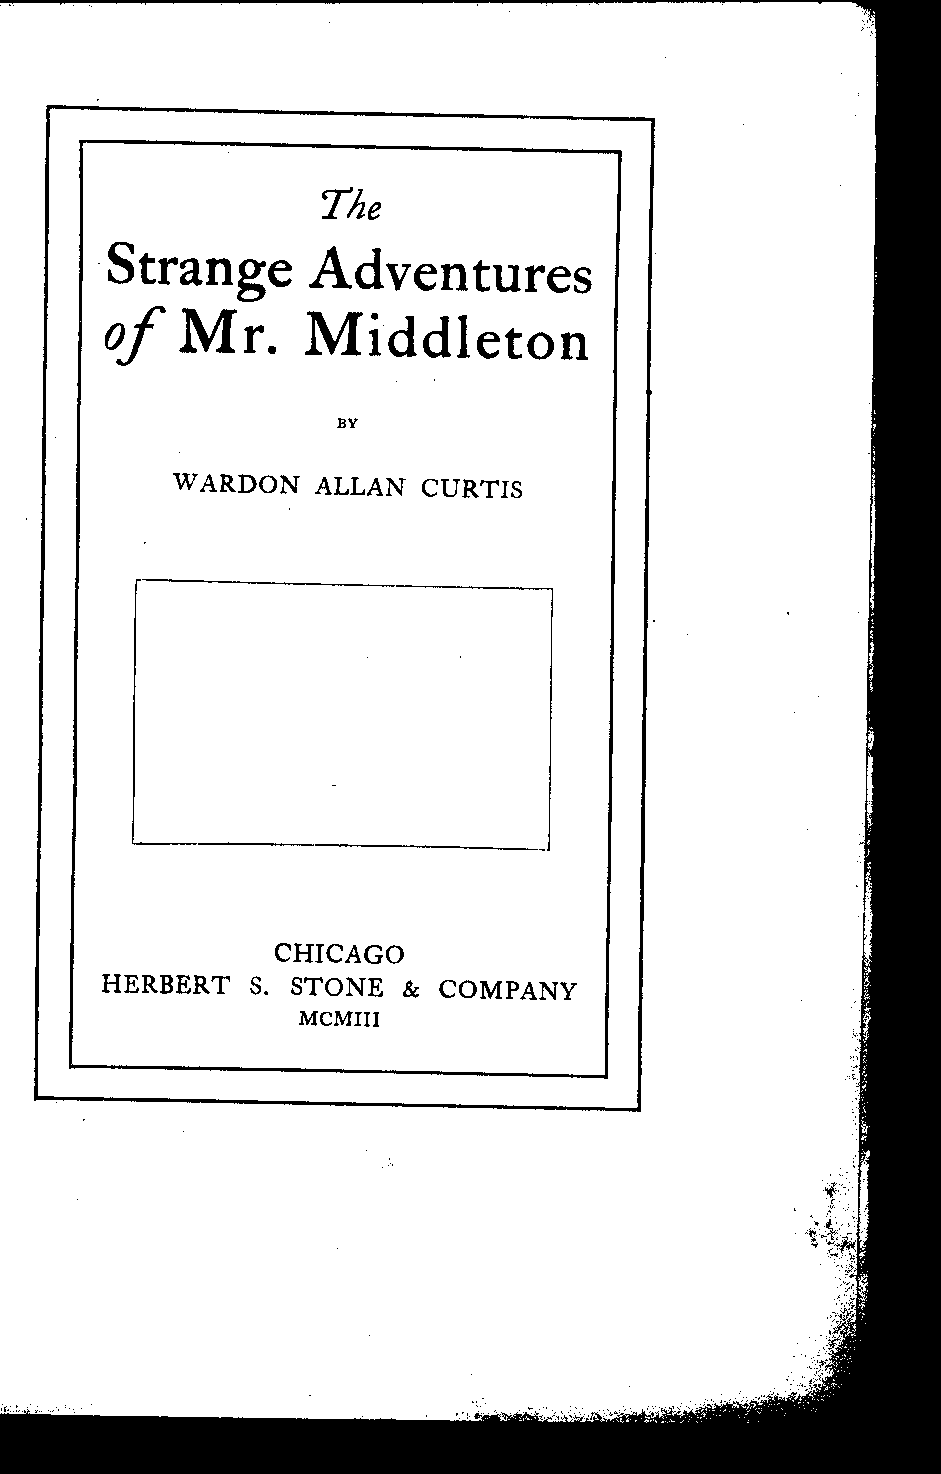 The
Strange Adventures
of Mr. Middleton
BY
WARDON ALLAN CURTIS
CHICAGO
HERBERT S. STONE & COMPANY
MCMIII